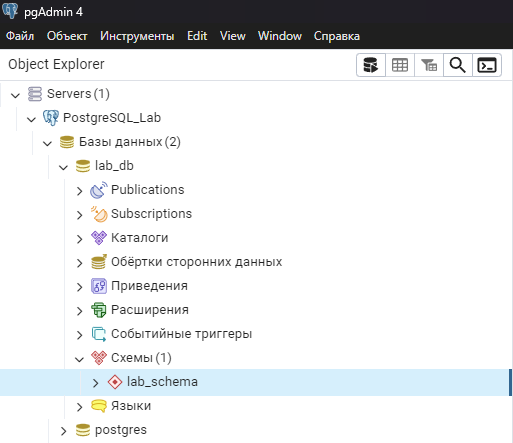 pgAdmin 4
Файл Объект Инструменты Edit View Window Справка
Object Explorer
Servers (1)
PostgreSQL_Lab
Базы данных (2)
lab_db
Publications
Subscriptions
Каталоги
Обёртки сторонних данных
Приведения
Расширения
Событийные триггеры
Схемы (1)
lab_schema
Языки
postgres